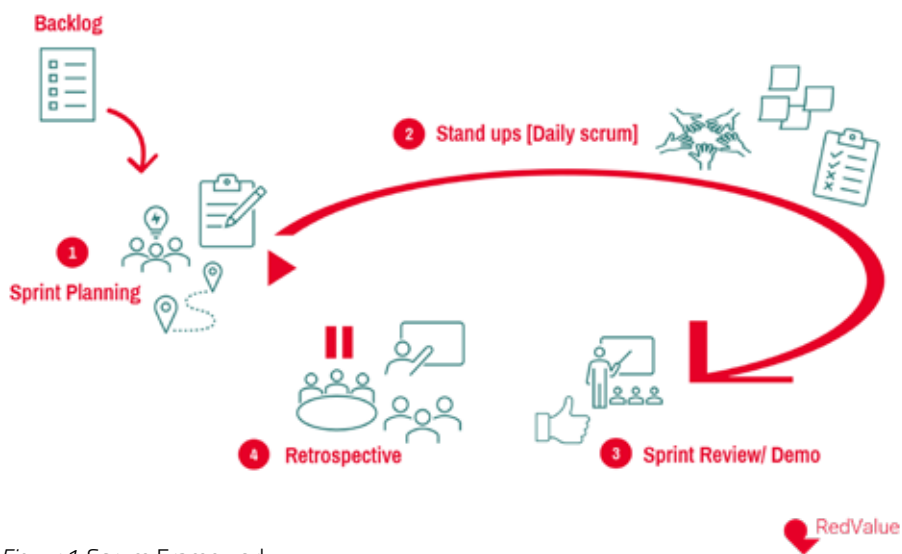 Backlog
2 Stand ups [Daily scrum]
1
Sprint Planning
4 Retrospective
3 Sprint Review/ Demo
RedValue